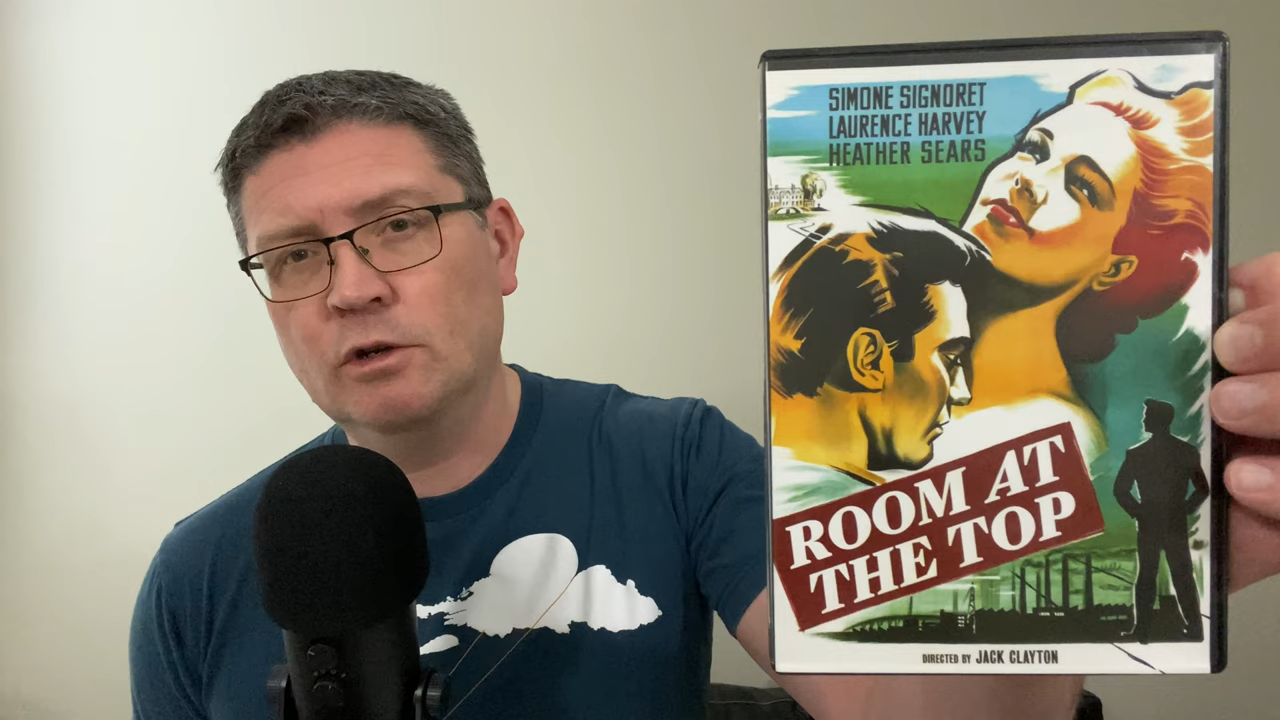 SIMONE SIGNORET
LAURENCE HARVEY
HEATHER SEARS
ROOM AT
THE TOP
DIRECTED BY JACK CLAYTON